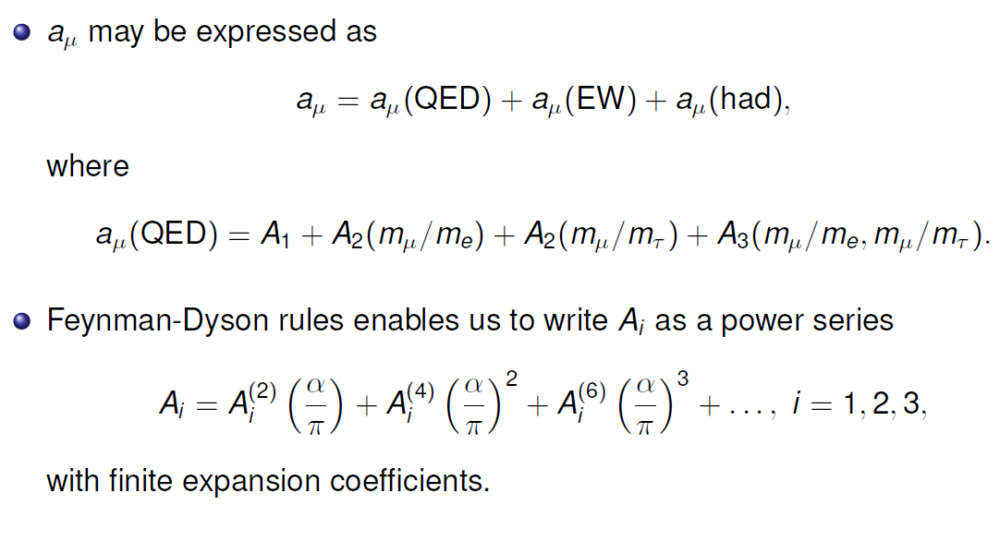 • a_μ may be expressed as
a_μ = a_μ(QED) + a_μ(EW) + a_μ(had),
where
a_μ(QED) = A_1 + A_2(m_μ/m_e) + A_2(m_μ/m_τ) + A_3(m_μ/m_e, m_μ/m_τ).
• Feynman-Dyson rules enables us to write A_i as a power series
A_i = A_i^{(2)} (α/π) + A_i^{(4)} (α/π)^2 + A_i^{(6)} (α/π)^3 + ..., i = 1, 2, 3,
with finite expansion coefficients.